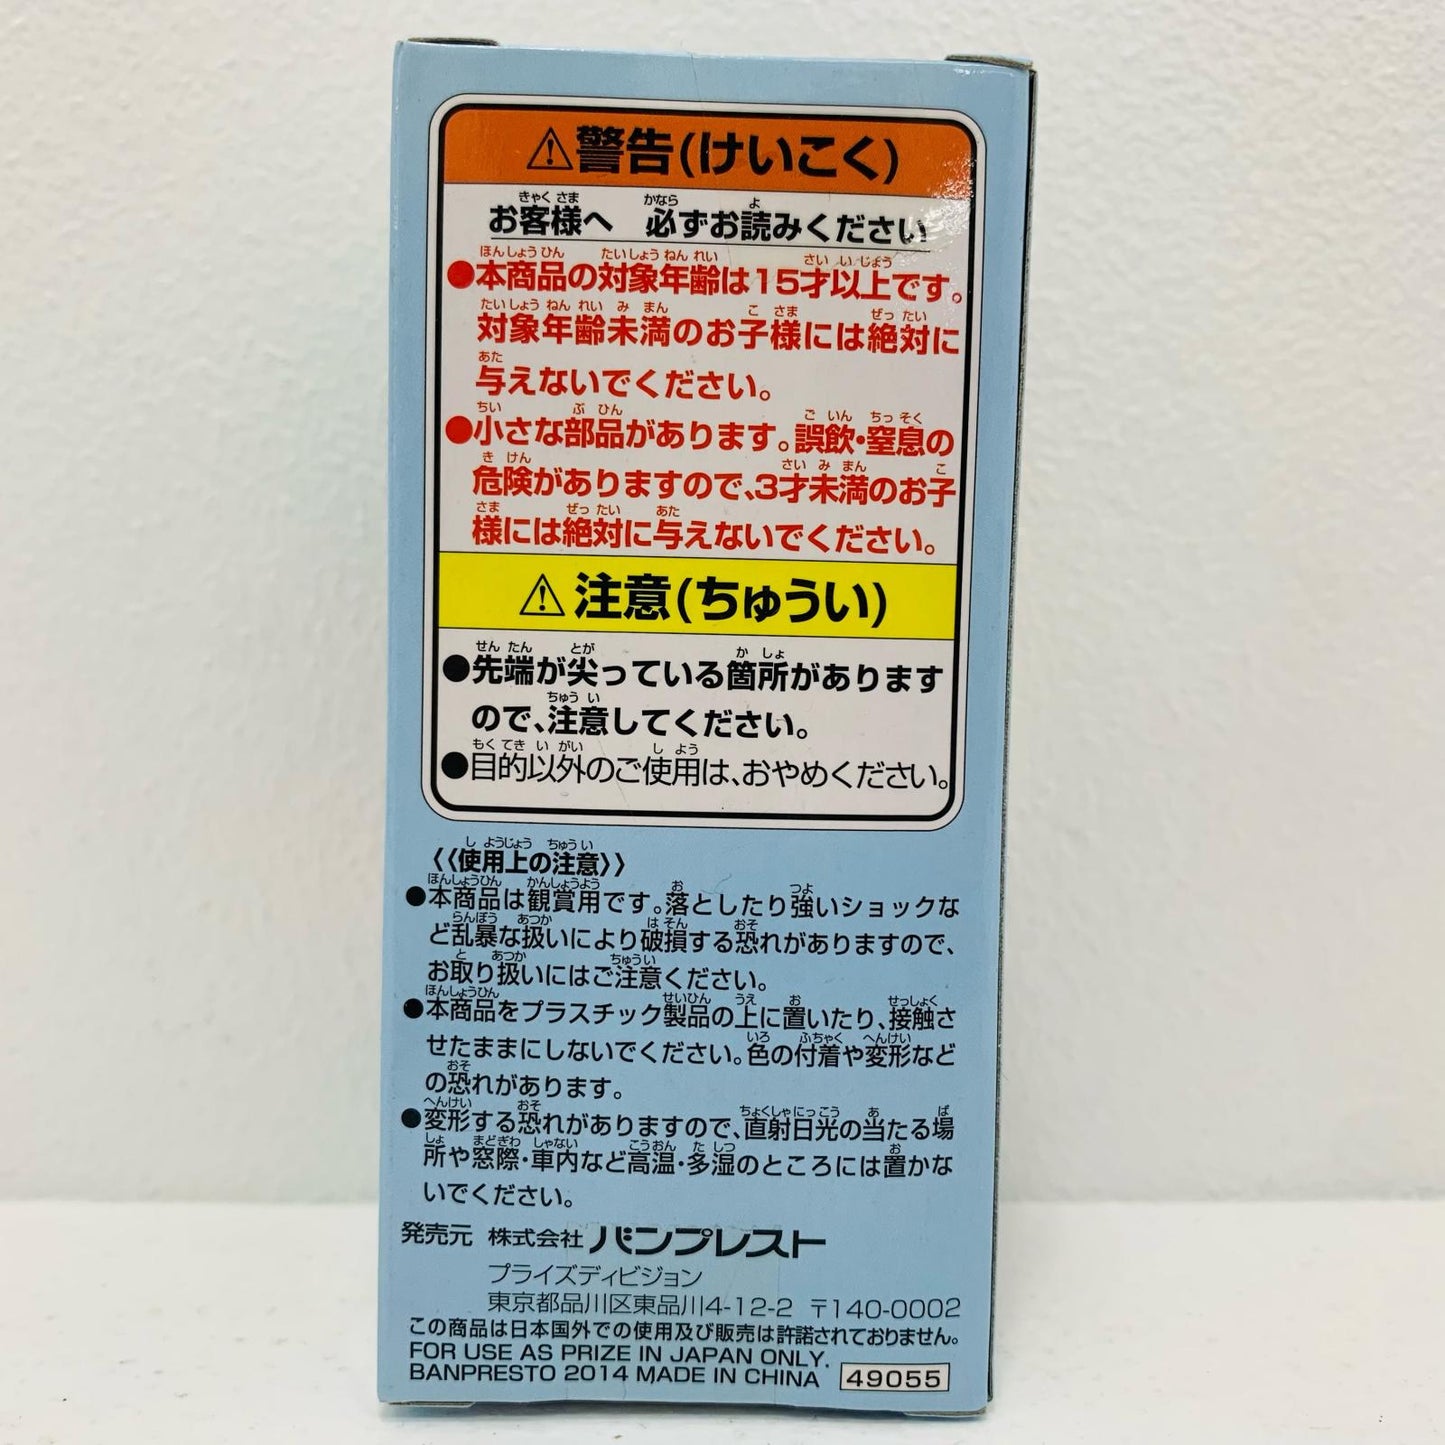 ⚠警告(けいこく)
お客様へ 必ずお読みください
●本商品の対象年齢は15才以上です。
対象年齢未満のお子様には絶対に
与えないでください。
●小さな部品があります。誤飲・窒息の
危険がありますので、3才未満のお子
様には絶対に与えないでください。
⚠注意(ちゅうい)
●先端が尖っている箇所があります
ので、注意してください。
●目的以外のご使用は、おやめください。
《使用上の注意》
●本商品は観賞用です。落としたり強いショックな
ど乱暴な扱いにより破損する恐れがありますので、
お取り扱いにはご注意ください。
●本商品をプラスチック製品の上に置いたり、接触さ
せたままにしないでください。色の付着や変形など
の恐れがあります。
●変形する恐れがありますので、直射日光の当たる場
所や窓際・車内など高温・多湿のところには置かな
いでください。
発売元 株式会社 バンプレスト
プライズディビジョン
東京都品川区東品川4-12-2 〒140-0002
この商品は日本国外での使用及び販売は許諾されておりません。
FOR USE AS PRIZE IN JAPAN ONLY.
BANPRESTO 2014 MADE IN CHINA 49055